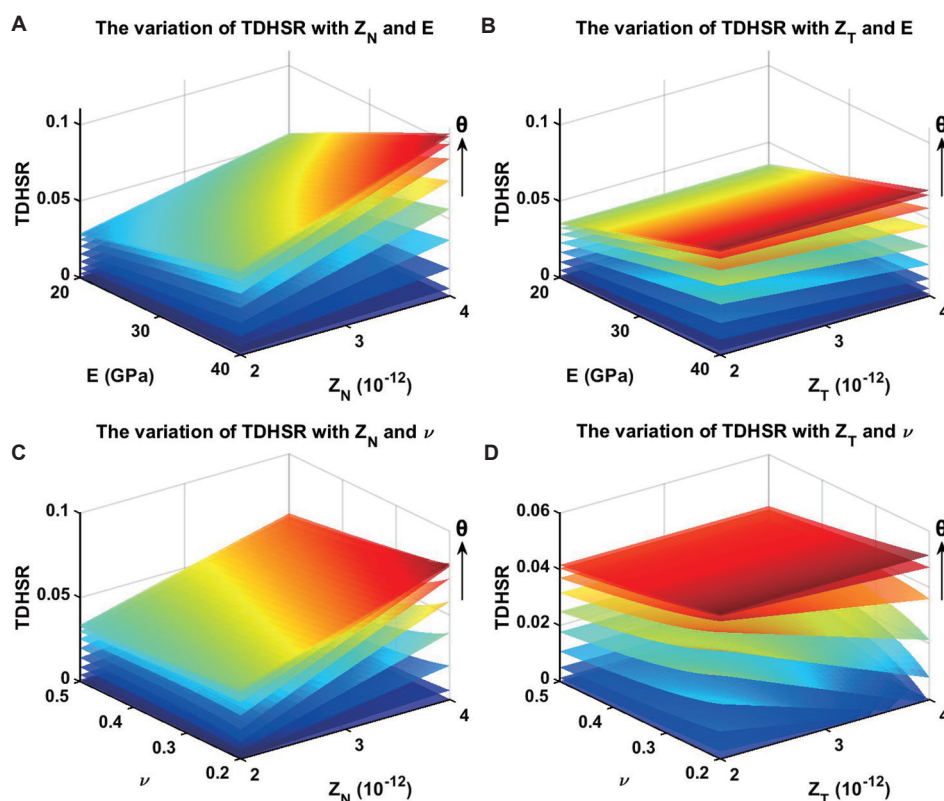 A
The variation of TDHSR with Z_N and E
0.1
0.05
0
TDHSR
θ
20
30
40
E (GPa)
2
3
4
Z_N (10^-12)
B
The variation of TDHSR with Z_T and E
0.1
0.05
0
TDHSR
θ
20
30
40
E (GPa)
2
3
4
Z_T (10^-12)
C
The variation of TDHSR with Z_N and ν
0.1
0.05
0
TDHSR
θ
0.5
0.4
0.3
0.2
ν
2
3
4
Z_N (10^-12)
D
The variation of TDHSR with Z_T and ν
0.06
0.04
0.02
0
TDHSR
θ
0.5
0.4
0.3
0.2
ν
2
3
4
Z_T (10^-12)